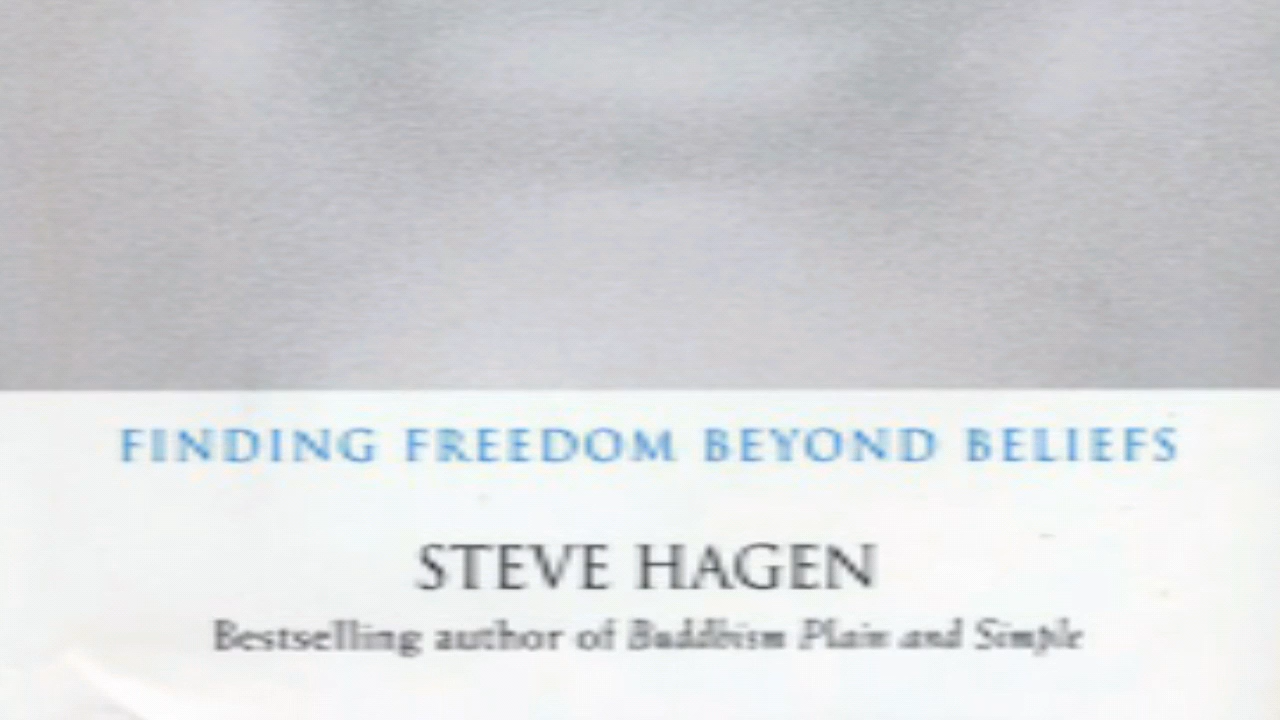 FINDING FREEDOM BEYOND BELIEFS
STEVE HAGEN
Bestselling author of Buddhism Plain and Simple